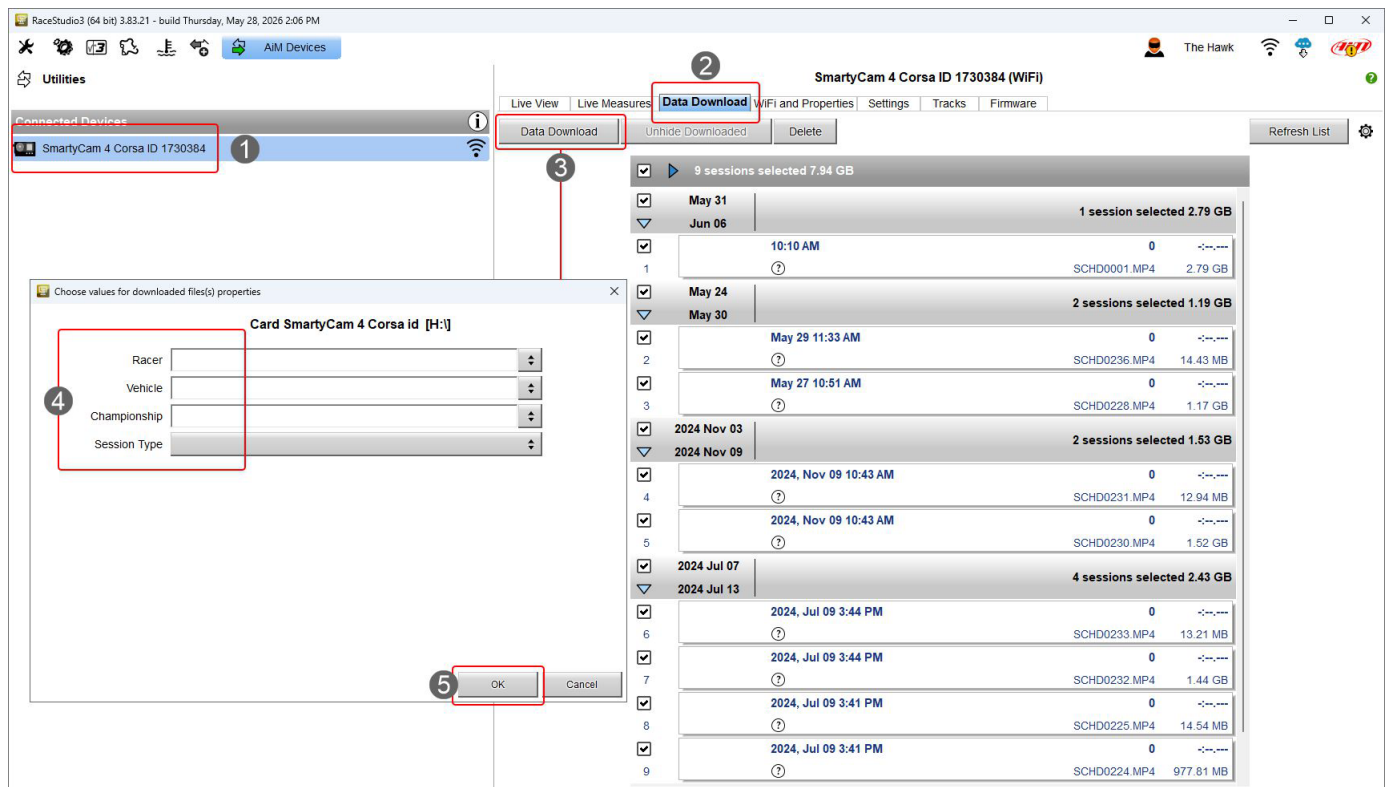 RaceStudio3 (64 bit) 3.83.21 - build Thursday, May 28, 2026 2:06 PM
AiM Devices
The Hawk
Utilities
2
SmartyCam 4 Corsa ID 1730384 (WiFi)
Live View Live Measures Data Download WiFi and Properties Settings Tracks Firmware
Connected Devices
Data Download Unhide Downloaded Delete Refresh List
SmartyCam 4 Corsa ID 1730384 1
3
9 sessions selected 7.94 GB
May 31
Jun 06
1 session selected 2.79 GB
10:10 AM 0 -:--.---
1 SCHD0001.MP4 2.79 GB
May 24
May 30
2 sessions selected 1.19 GB
May 29 11:33 AM 0 -:--.---
2 SCHD0236.MP4 14.43 MB
May 27 10:51 AM 0 -:--.---
3 SCHD0228.MP4 1.17 GB
2024 Nov 03
2024 Nov 09
2 sessions selected 1.53 GB
2024, Nov 09 10:43 AM 0 -:--.---
4 SCHD0231.MP4 12.94 MB
2024, Nov 09 10:43 AM 0 -:--.---
5 SCHD0230.MP4 1.52 GB
2024 Jul 07
2024 Jul 13
4 sessions selected 2.43 GB
2024, Jul 09 3:44 PM 0 -:--.---
6 SCHD0233.MP4 13.21 MB
2024, Jul 09 3:44 PM 0 -:--.---
7 SCHD0232.MP4 1.44 GB
2024, Jul 09 3:41 PM 0 -:--.---
8 SCHD0225.MP4 14.54 MB
2024, Jul 09 3:41 PM 0 -:--.---
9 SCHD0224.MP4 977.81 MB
Choose values for downloaded files(s) properties
Card SmartyCam 4 Corsa id [H:\]
Racer
Vehicle
4
Championship
Session Type
5 OK Cancel